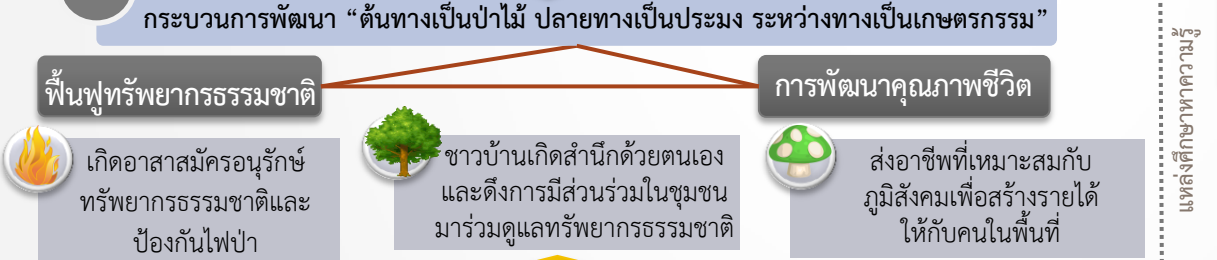 กระบวนการพัฒนา “ต้นทางเป็นป่าไม้ ปลายทางเป็นประมง ระหว่างทางเป็นเกษตรกรรม”
ฟื้นฟูทรัพยากรธรรมชาติ
การพัฒนาคุณภาพชีวิต
เกิดอาสาสมัครอนุรักษ์
ทรัพยากรธรรมชาติและ
ป้องกันไฟป่า
ชาวบ้านเกิดสำนึกด้วยตนเอง
และดึงการมีส่วนร่วมในชุมชน
มาร่วมดูแลทรัพยากรธรรมชาติ
ส่งอาชีพที่เหมาะสมกับ
ภูมิสังคมเพื่อสร้างรายได้
ให้กับคนในพื้นที่
แหล่งศึกษาหาความรู้